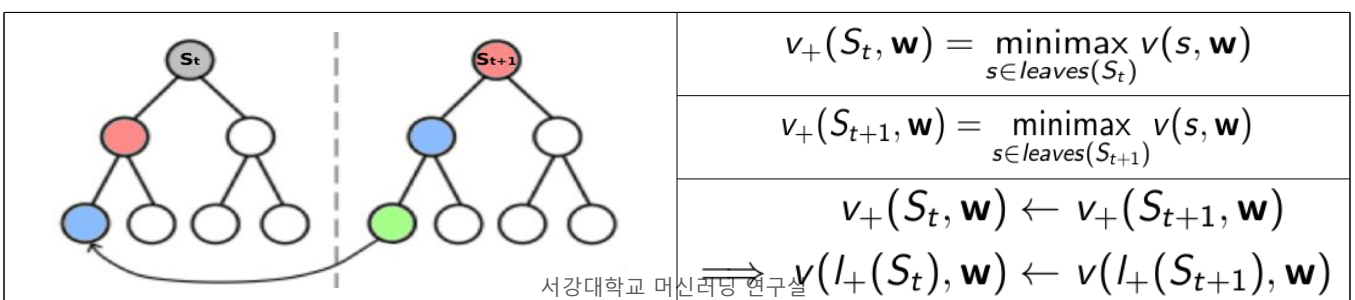 Sₜ
Sₜ₊₁
v₊(Sₜ, w) = minimax v(s, w)
s∈leaves(Sₜ)
v₊(Sₜ₊₁, w) = minimax v(s, w)
s∈leaves(Sₜ₊₁)
v₊(Sₜ, w) ← v₊(Sₜ₊₁, w)
⟹ v(l₊(Sₜ), w) ← v(l₊(Sₜ₊₁), w)
서강대학교 머신러닝 연구실